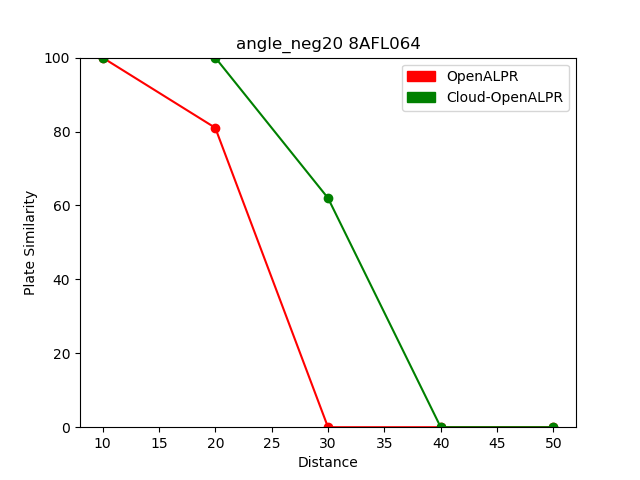 angle_neg20 8AFL064
OpenALPR
Cloud-OpenALPR
Plate Similarity
100
80
60
40
20
0
10 15 20 25 30 35 40 45 50
Distance